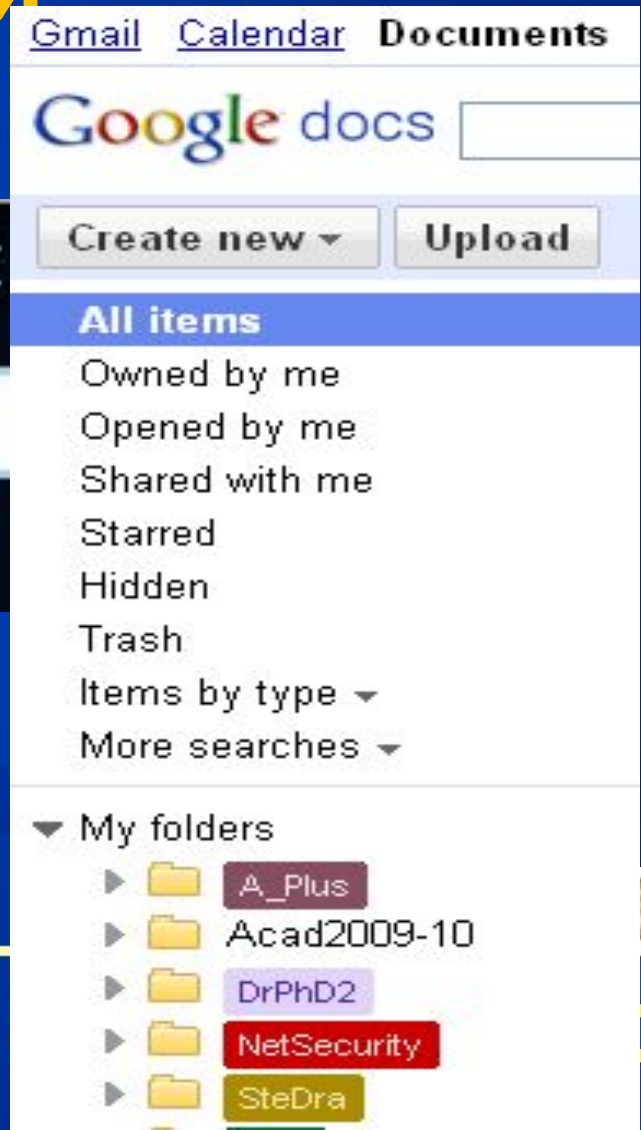 Gmail Calendar Documents
Google docs
Create new Upload
All items
Owned by me
Opened by me
Shared with me
Starred
Hidden
Trash
Items by type
More searches
My folders
A_Plus
Acad2009-10
DrPhD2
NetSecurity
SteDra